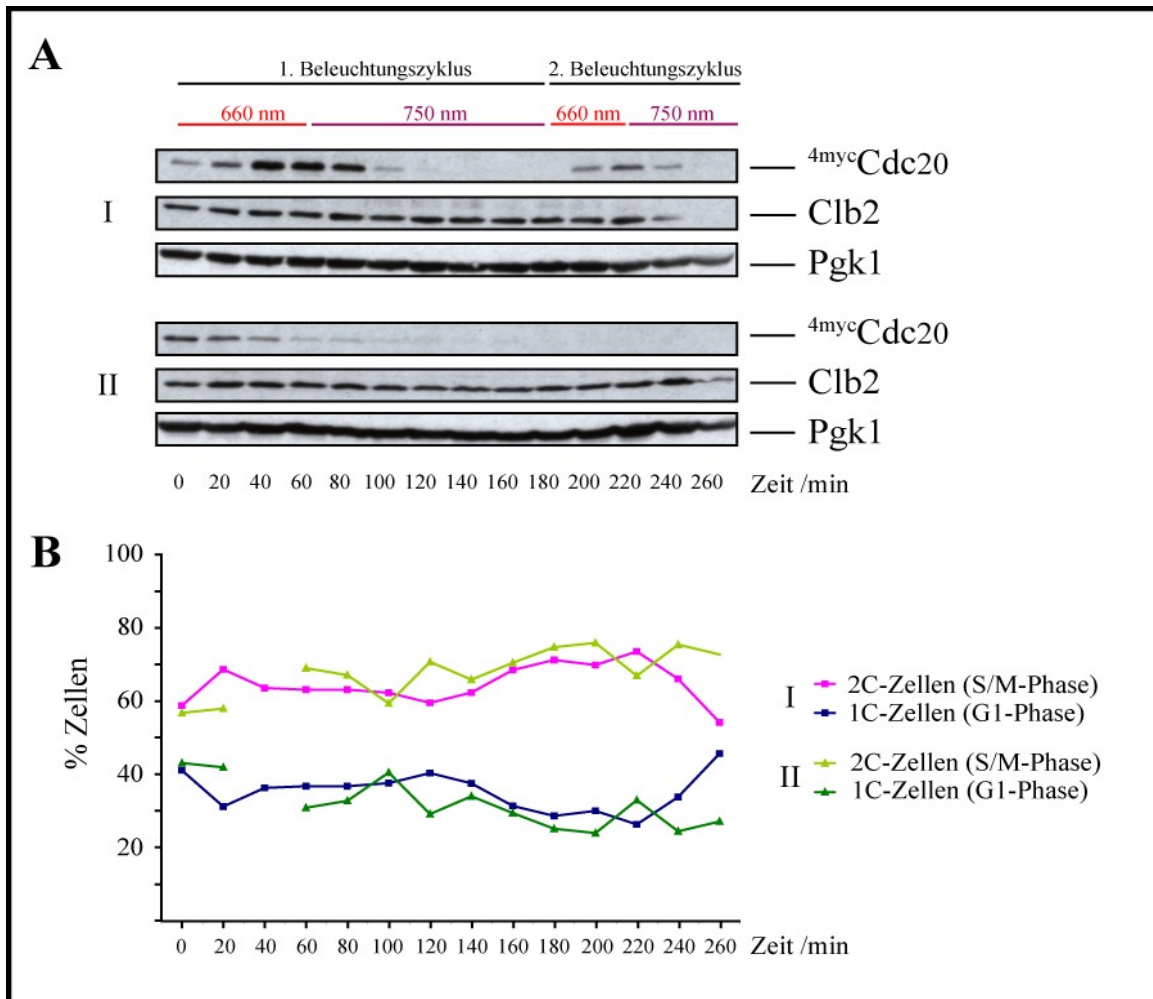 A
1. Beleuchtungszyklus 2. Beleuchtungszyklus
660 nm 750 nm 660 nm 750 nm
I
4mycCdc20
Clb2
Pgk1
II
4mycCdc20
Clb2
Pgk1
0 20 40 60 80 100 120 140 160 180 200 220 240 260 Zeit /min
B
% Zellen
100
80
60
40
20
0 20 40 60 80 100 120 140 160 180 200 220 240 260 Zeit /min
I
2C-Zellen (S/M-Phase)
1C-Zellen (G1-Phase)
II
2C-Zellen (S/M-Phase)
1C-Zellen (G1-Phase)